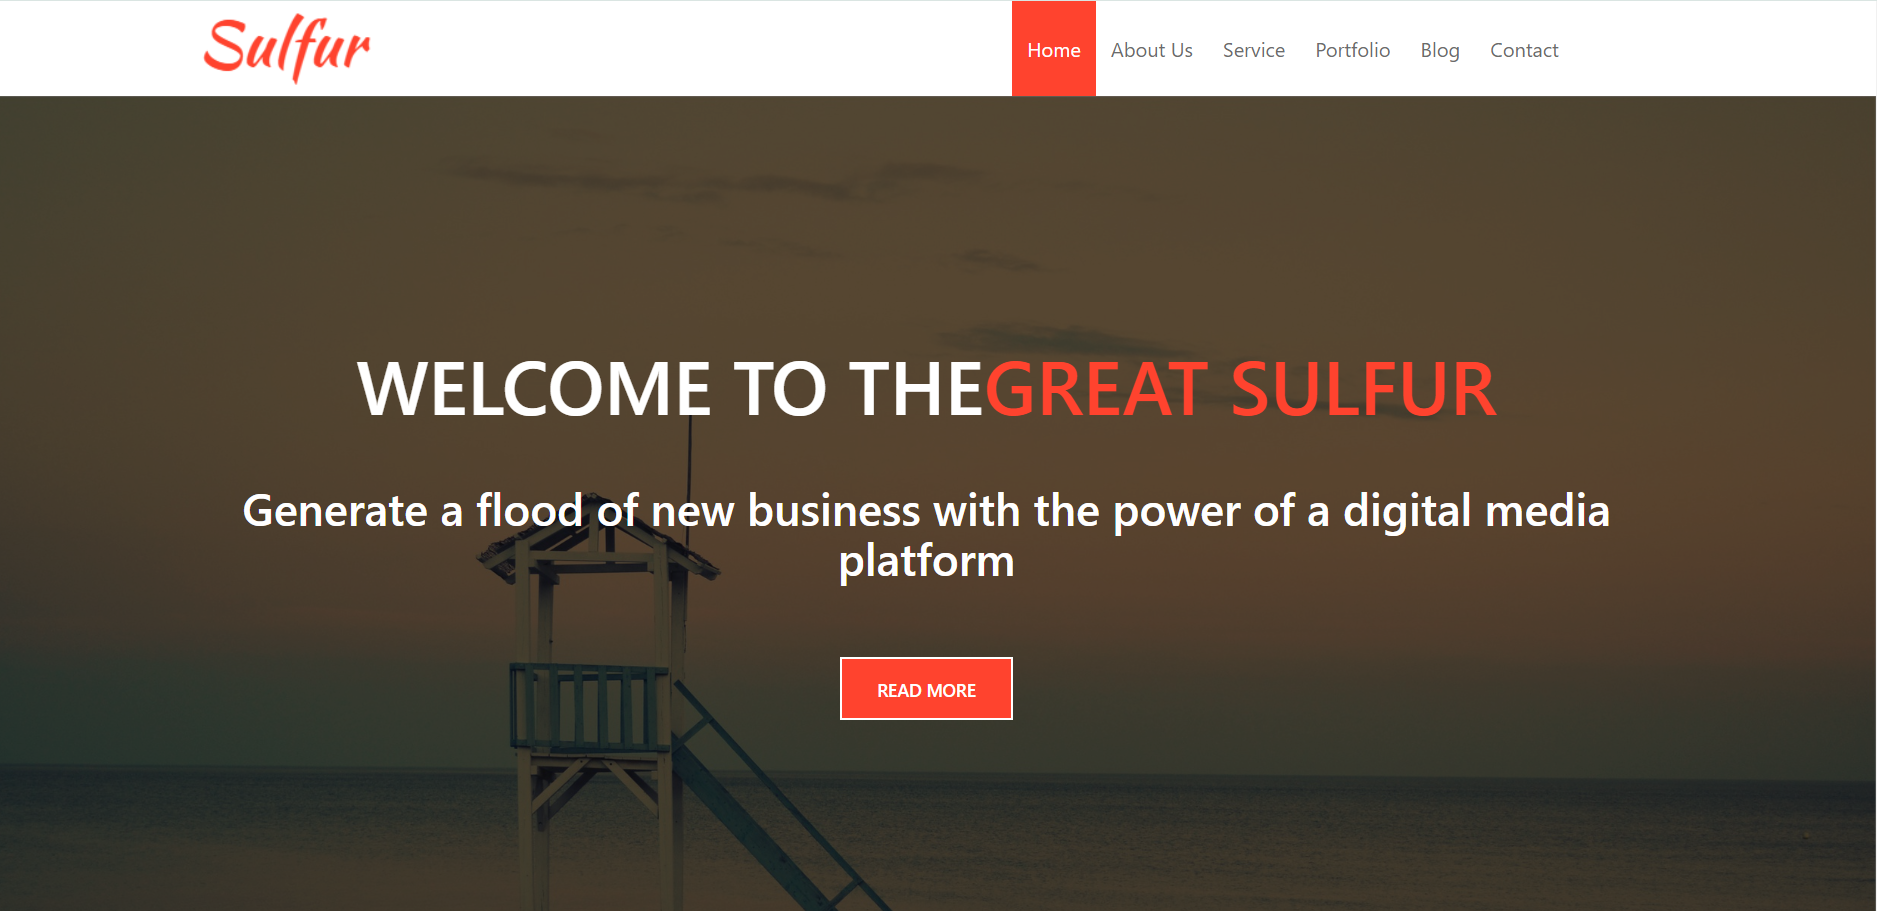 Sulfur
Home About Us Service Portfolio Blog Contact
WELCOME TO THEGREAT SULFUR
Generate a flood of new business with the power of a digital media
platform
READ MORE